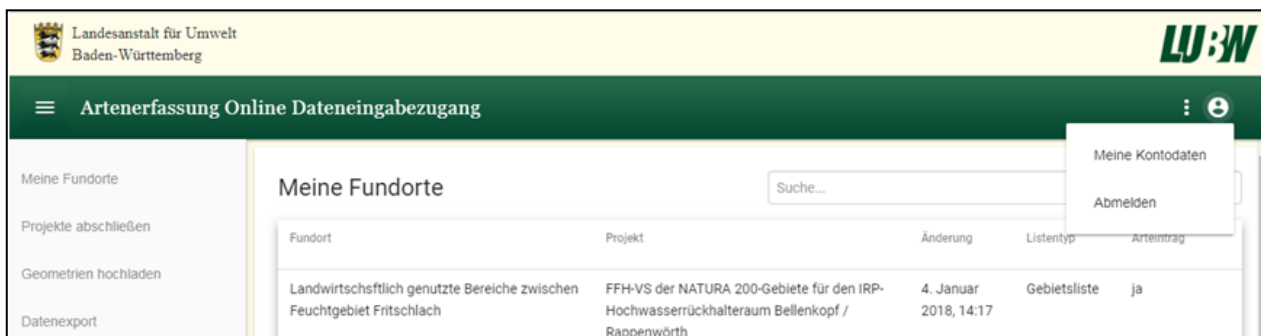 Landesanstalt für Umwelt
Baden-Württemberg
LUBW
Artenerfassung Online Dateneingabezugang
Meine Kontodaten
Abmelden
Meine Fundorte
Projekte abschließen
Geometrien hochladen
Datenexport
Meine Fundorte
Suche...
Fundort Projekt Änderung Listentyp Arteintrag
Landwirtschsftlich genutzte Bereiche zwischen FFH-VS der NATURA 200-Gebiete für den IRP- 4. Januar Gebietsliste ja
Feuchtgebiet Fritschlach Hochwasserrückhalteraum Bellenkopf / 2018, 14:17
Rappenwörth